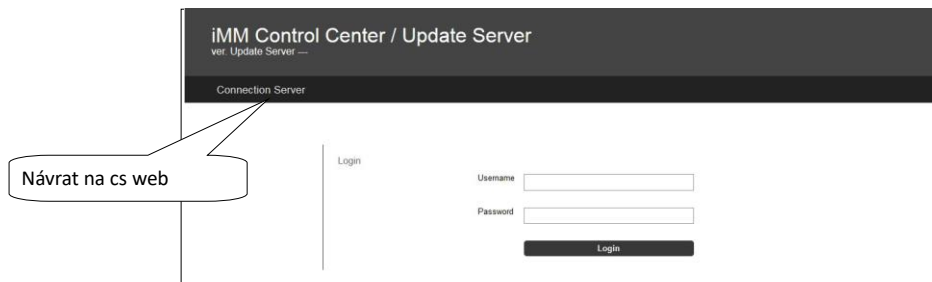 iMM Control Center / Update Server
ver. Update Server ---
Connection Server
Návrat na cs web
Login
Username
Password
Login